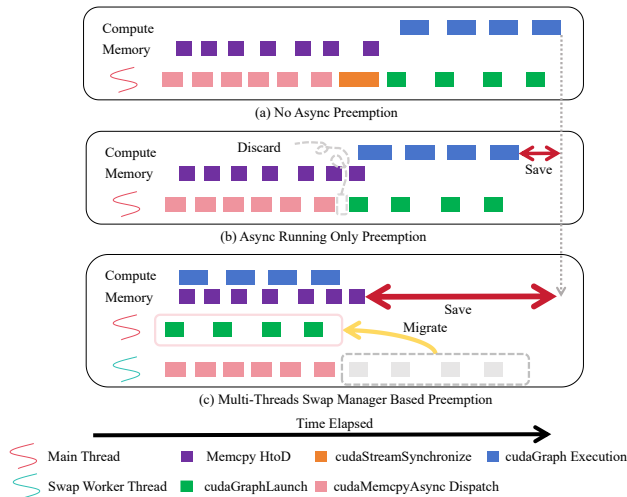 Compute
Memory
(a) No Async Preemption
Discard
Compute
Memory
Save
(b) Async Running Only Preemption
Compute
Memory
Save
Migrate
(c) Multi-Threads Swap Manager Based Preemption
Time Elapsed
Main Thread Memcpy HtoD cudaStreamSynchronize cudaGraph Execution
Swap Worker Thread cudaGraphLaunch cudaMemcpyAsync Dispatch